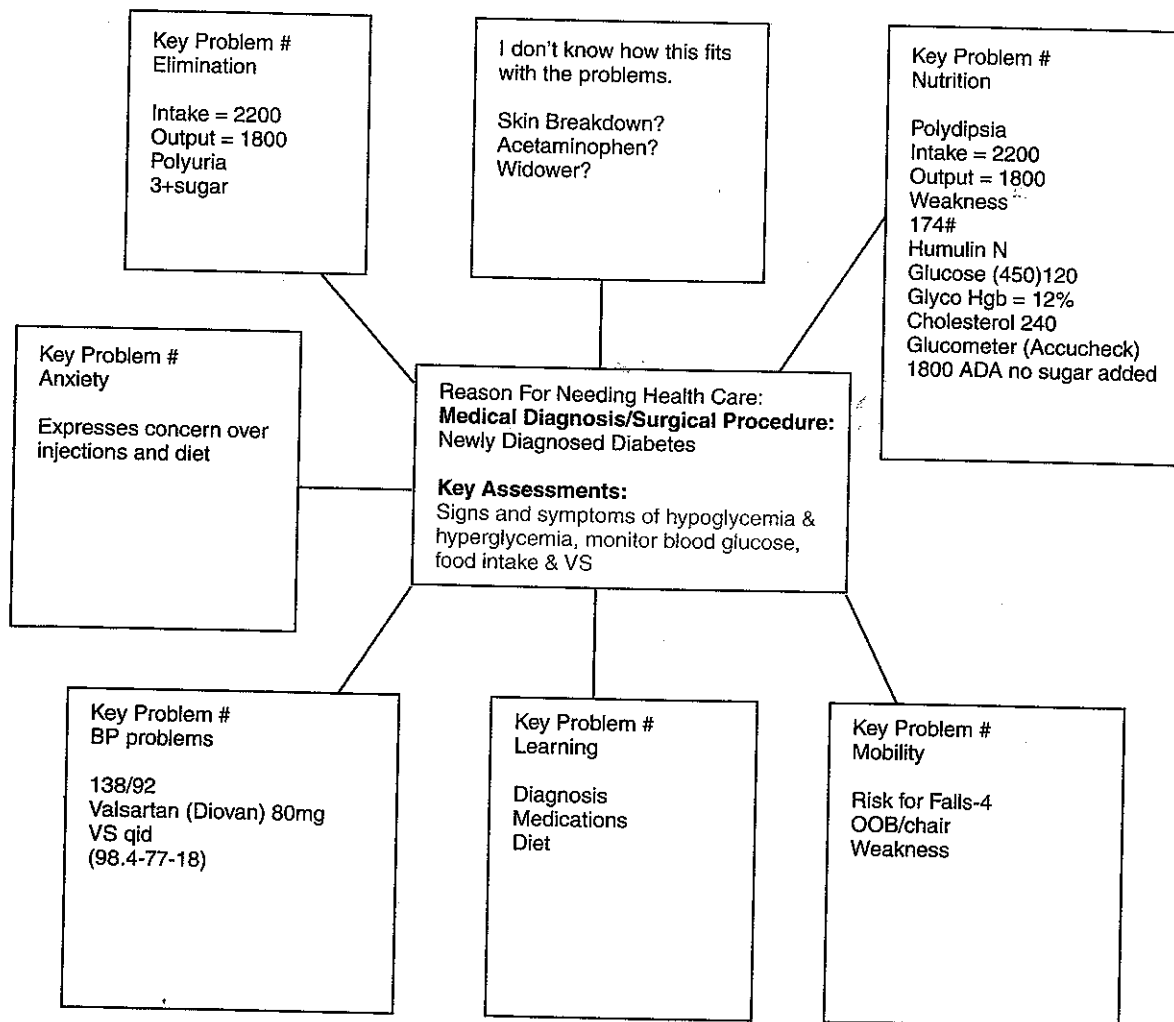 Key Problem #
Elimination
Intake = 2200
Output = 1800
Polyuria
3+sugar
I don't know how this fits
with the problems.
Skin Breakdown?
Acetaminophen?
Widower?
Key Problem #
Nutrition
Polydipsia
Intake = 2200
Output = 1800
Weakness
174#
Humulin N
Glucose (450)120
Glyco Hgb = 12%
Cholesterol 240
Glucometer (Accucheck)
1800 ADA no sugar added
Key Problem #
Anxiety
Expresses concern over
injections and diet
Reason For Needing Health Care:
Medical Diagnosis/Surgical Procedure:
Newly Diagnosed Diabetes
Key Assessments:
Signs and symptoms of hypoglycemia &
hyperglycemia, monitor blood glucose,
food intake & VS
Key Problem #
BP problems
138/92
Valsartan (Diovan) 80mg
VS qid
(98.4-77-18)
Key Problem #
Learning
Diagnosis
Medications
Diet
Key Problem #
Mobility
Risk for Falls-4
OOB/chair
Weakness